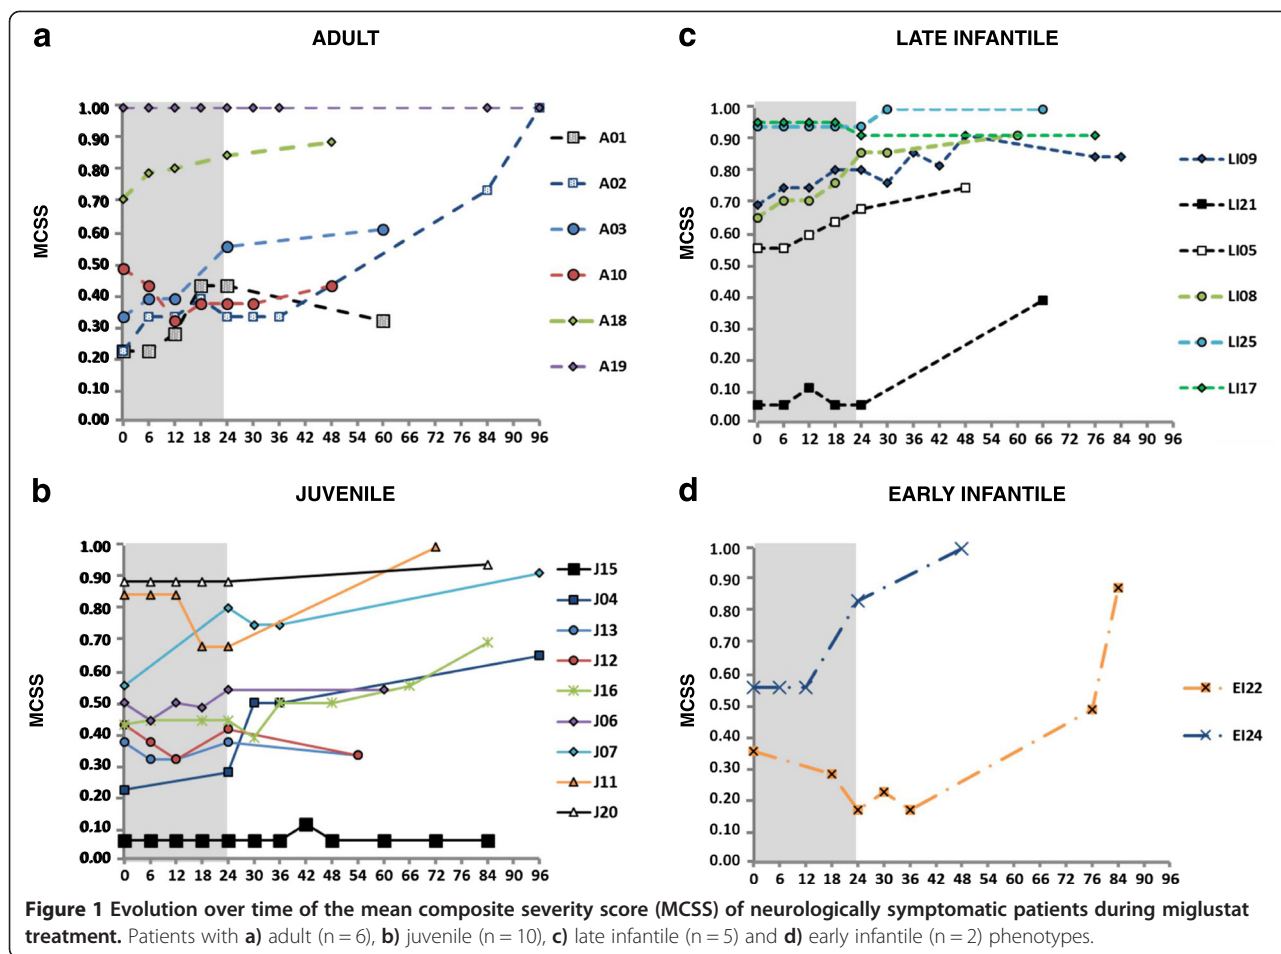 a
ADULT
MCSS
1.00
0.90
0.80
0.70
0.60
0.50
0.40
0.30
0.20
0.10
0.00
0 6 12 18 24 30 36 42 48 54 60 66 72 78 84 90 96
A01
A02
A03
A10
A18
A19
c
LATE INFANTILE
MCSS
1.00
0.90
0.80
0.70
0.60
0.50
0.40
0.30
0.20
0.10
0.00
0 6 12 18 24 30 36 42 48 54 60 66 72 76 84 90 96
LI09
LI21
LI05
LI08
LI25
LI17
b
JUVENILE
MCSS
1.00
0.90
0.80
0.70
0.60
0.50
0.40
0.30
0.20
0.10
0.00
0 6 12 18 24 30 36 42 48 54 60 66 72 78 84 90 96
J15
J04
J13
J12
J16
J06
J07
J11
J20
d
EARLY INFANTILE
MCSS
1.00
0.90
0.80
0.70
0.60
0.50
0.40
0.30
0.20
0.10
0.00
0 6 12 18 24 30 36 42 48 54 60 66 72 78 84 90 96
EI22
EI24
Figure 1 Evolution over time of the mean composite severity score (MCSS) of neurologically symptomatic patients during miglustat
treatment. Patients with a) adult (n = 6), b) juvenile (n = 10), c) late infantile (n = 5) and d) early infantile (n = 2) phenotypes.